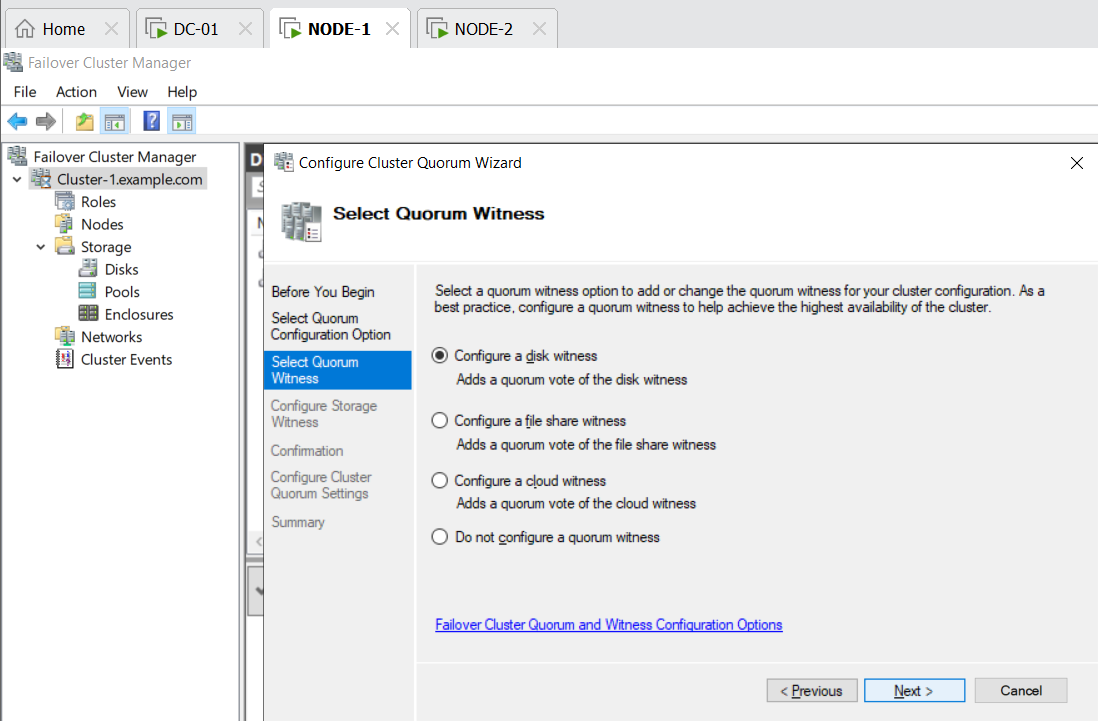 Home
DC-01
NODE-1
NODE-2
Failover Cluster Manager
File Action View Help
Failover Cluster Manager
Cluster-1.example.com
Roles
Nodes
Storage
Disks
Pools
Enclosures
Networks
Cluster Events
D
Configure Cluster Quorum Wizard
Select Quorum Witness
Before You Begin
Select Quorum
Configuration Option
Select Quorum
Witness
Configure Storage
Witness
Confirmation
Configure Cluster
Quorum Settings
Summary
Select a quorum witness option to add or change the quorum witness for your cluster configuration. As a
best practice, configure a quorum witness to help achieve the highest availability of the cluster.
Configure a disk witness
Adds a quorum vote of the disk witness
Configure a file share witness
Adds a quorum vote of the file share witness
Configure a cloud witness
Adds a quorum vote of the cloud witness
Do not configure a quorum witness
Failover Cluster Quorum and Witness Configuration Options
< Previous
Next >
Cancel